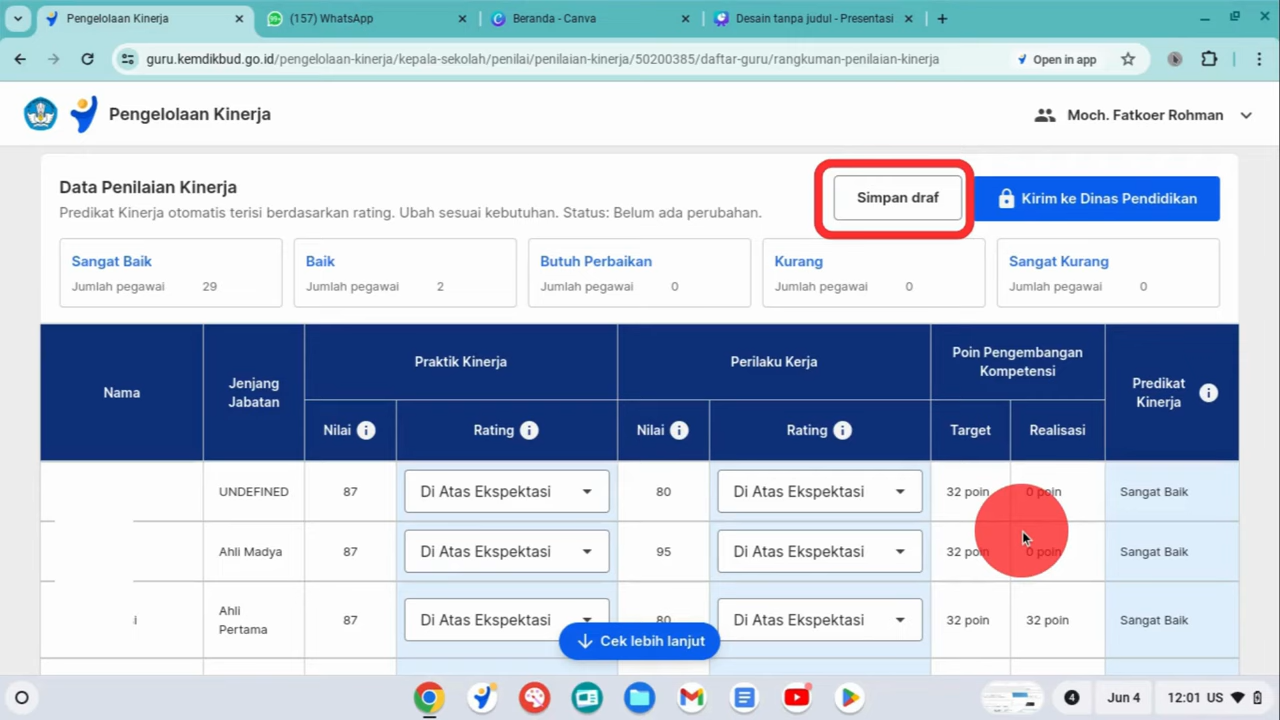 Pengelolaan Kinerja
(157) WhatsApp
Beranda - Canva
Desain tanpa judul - Presentasi
guru.kemdikbud.go.id/pengelolaan-kinerja/kepala-sekolah/penilai/penilaian-kinerja/50200385/daftar-guru/rangkuman-penilaian-kinerja
Open in app
Pengelolaan Kinerja
Moch. Fatkoer Rohman
Data Penilaian Kinerja
Predikat Kinerja otomatis terisi berdasarkan rating. Ubah sesuai kebutuhan. Status: Belum ada perubahan.
Simpan draf
Kirim ke Dinas Pendidikan
Sangat Baik
Jumlah pegawai 29
Baik
Jumlah pegawai 2
Butuh Perbaikan
Jumlah pegawai 0
Kurang
Jumlah pegawai 0
Sangat Kurang
Jumlah pegawai 0
Nama
Jenjang
Jabatan
Praktik Kinerja
Perilaku Kerja
Poin Pengembangan
Kompetensi
Predikat
Kinerja
Nilai
Rating
Nilai
Rating
Target
Realisasi
UNDEFINED 87 Di Atas Ekspektasi 80 Di Atas Ekspektasi 32 poin 0 poin Sangat Baik
Ahli Madya 87 Di Atas Ekspektasi 95 Di Atas Ekspektasi 32 poin 0 poin Sangat Baik
Ahli
Pertama
87 Di Atas Ekspektasi 80 Di Atas Ekspektasi 32 poin 32 poin Sangat Baik
Cek lebih lanjut
4
Jun 4
12:01 US